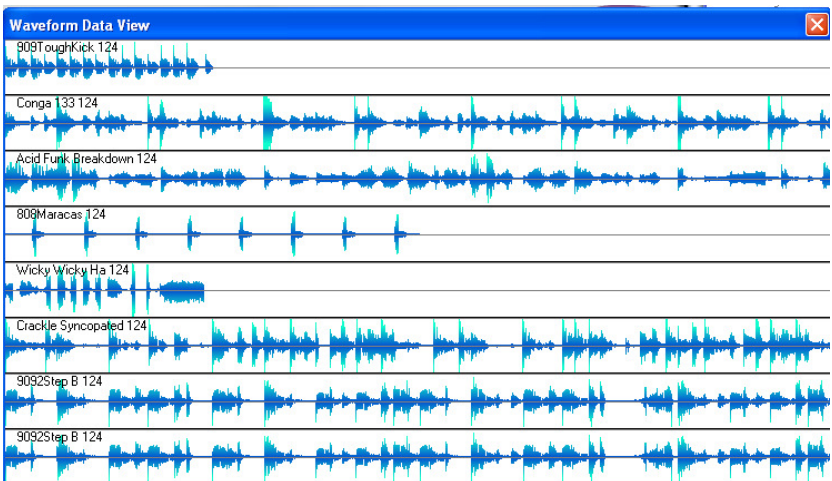 Waveform Data View
909ToughKick 124
Conga 133 124
Acid Funk Breakdown 124
808Maracas 124
Wicky Wicky Ha 124
Crackle Syncopated 124
9092Step B 124
9092Step B 124